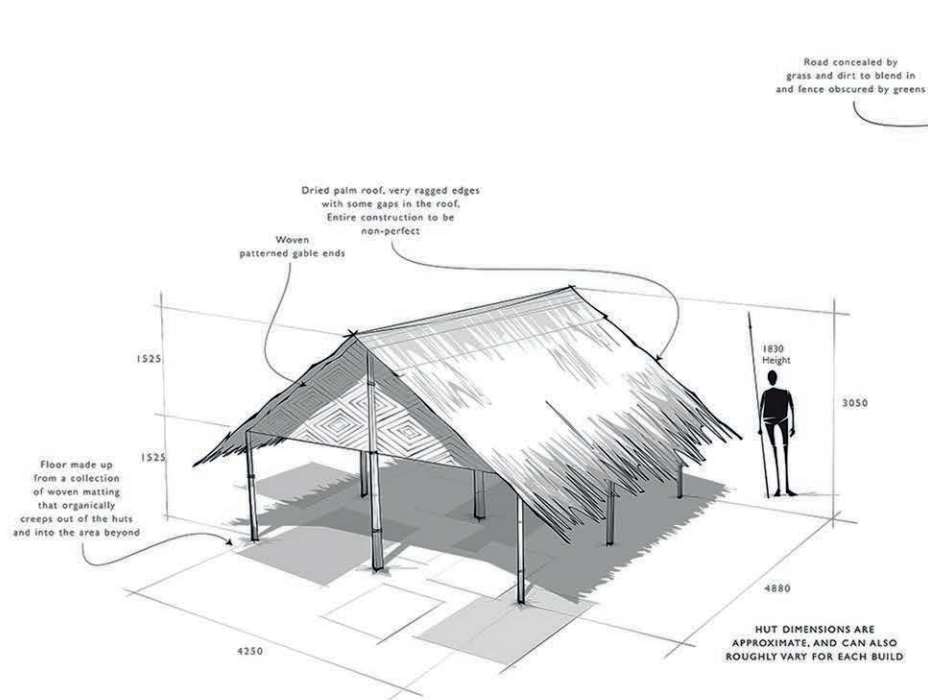 Road concealed by
grass and dirt to blend in
and fence obscured by greens
Dried palm roof, very ragged edges
with some gaps in the roof.
Entire construction to be
non-perfect
Woven
patterned gable ends
1525
1830
Height
3050
1525
Floor made up
from a collection
of woven matting
that organically
creeps out of the huts
and into the area beyond
4880
4250
HUT DIMENSIONS ARE
APPROXIMATE, AND CAN ALSO
ROUGHLY VARY FOR EACH BUILD